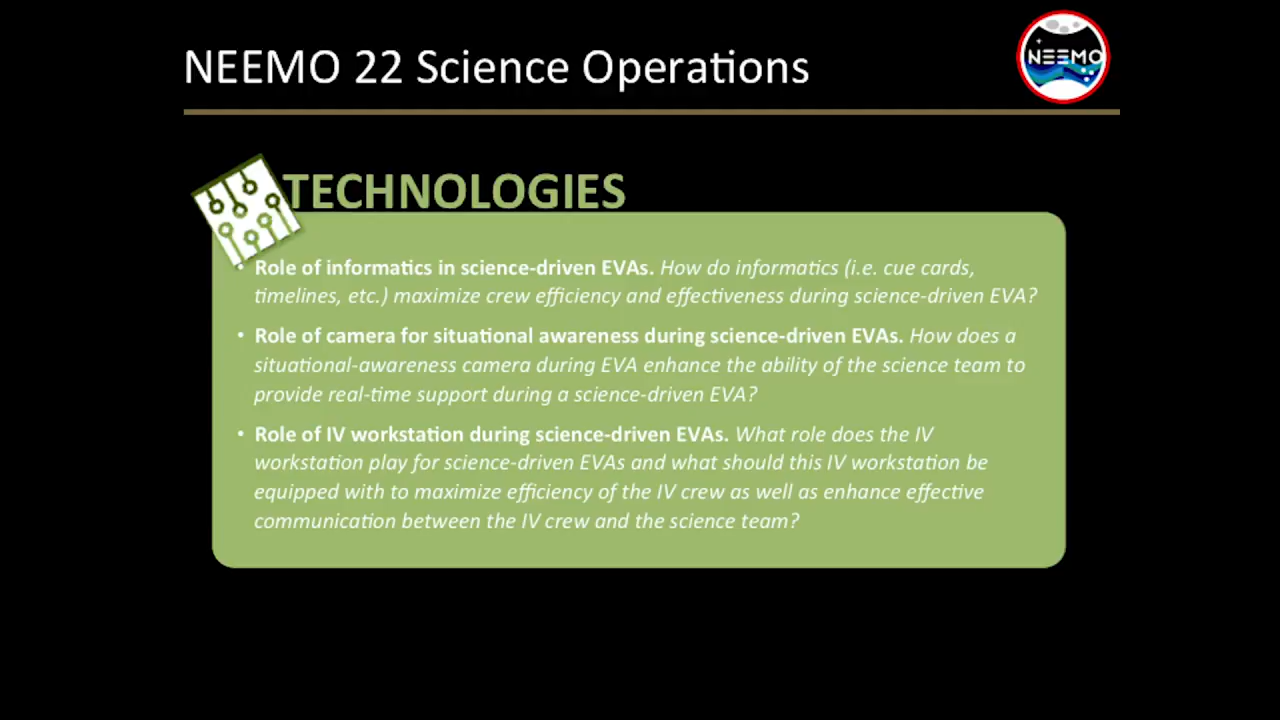 NEEMO 22 Science Operations
NEEMO
TECHNOLOGIES
• Role of informatics in science-driven EVAs. How do informatics (i.e. cue cards,
timelines, etc.) maximize crew efficiency and effectiveness during science-driven EVA?
• Role of camera for situational awareness during science-driven EVAs. How does a
situational-awareness camera during EVA enhance the ability of the science team to
provide real-time support during a science-driven EVA?
• Role of IV workstation during science-driven EVAs. What role does the IV
workstation play for science-driven EVAs and what should this IV workstation be
equipped with to maximize efficiency of the IV crew as well as enhance effective
communication between the IV crew and the science team?